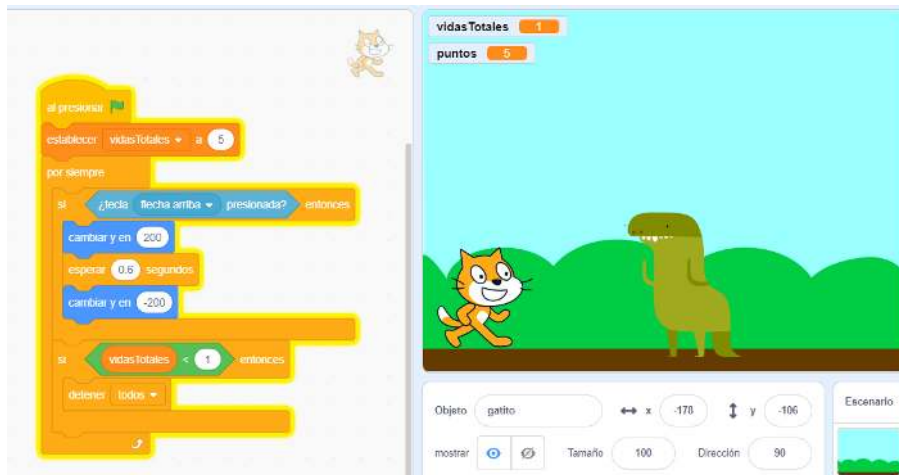 al presionar
establecer vidasTotales a 5
por siempre
si ¿tecla flecha arriba presionada? entonces
cambiar y en 200
esperar 0.6 segundos
cambiar y en -200
si vidasTotales < 1 entonces
detener todos
vidasTotales 1
puntos 5
Objeto gatito x -178 y -106
mostrar Tamaño 100 Dirección 90
Escenario